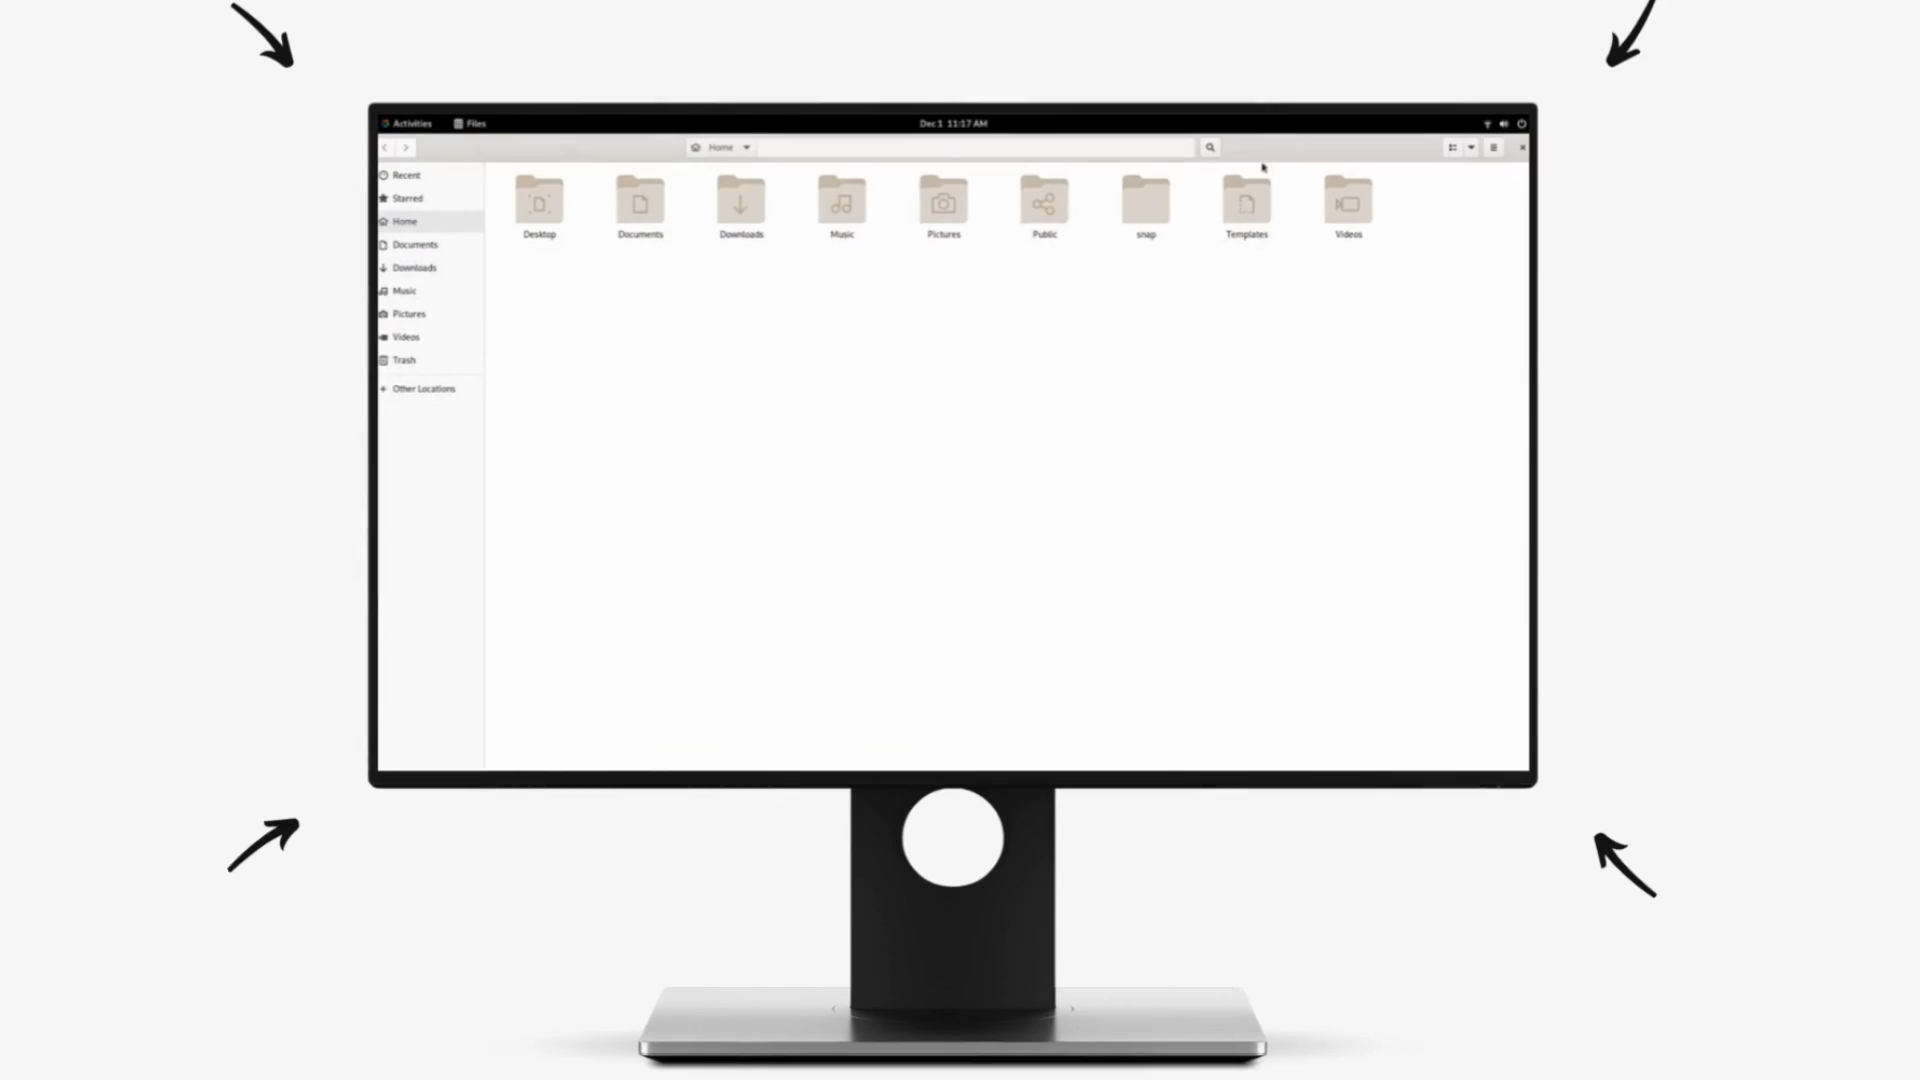 Activities Files Dec 1 11:17 AM
Home
Recent
Starred
Home
Documents
Downloads
Music
Pictures
Videos
Trash
Other Locations
Desktop Documents Downloads Music Pictures Public snap Templates Videos